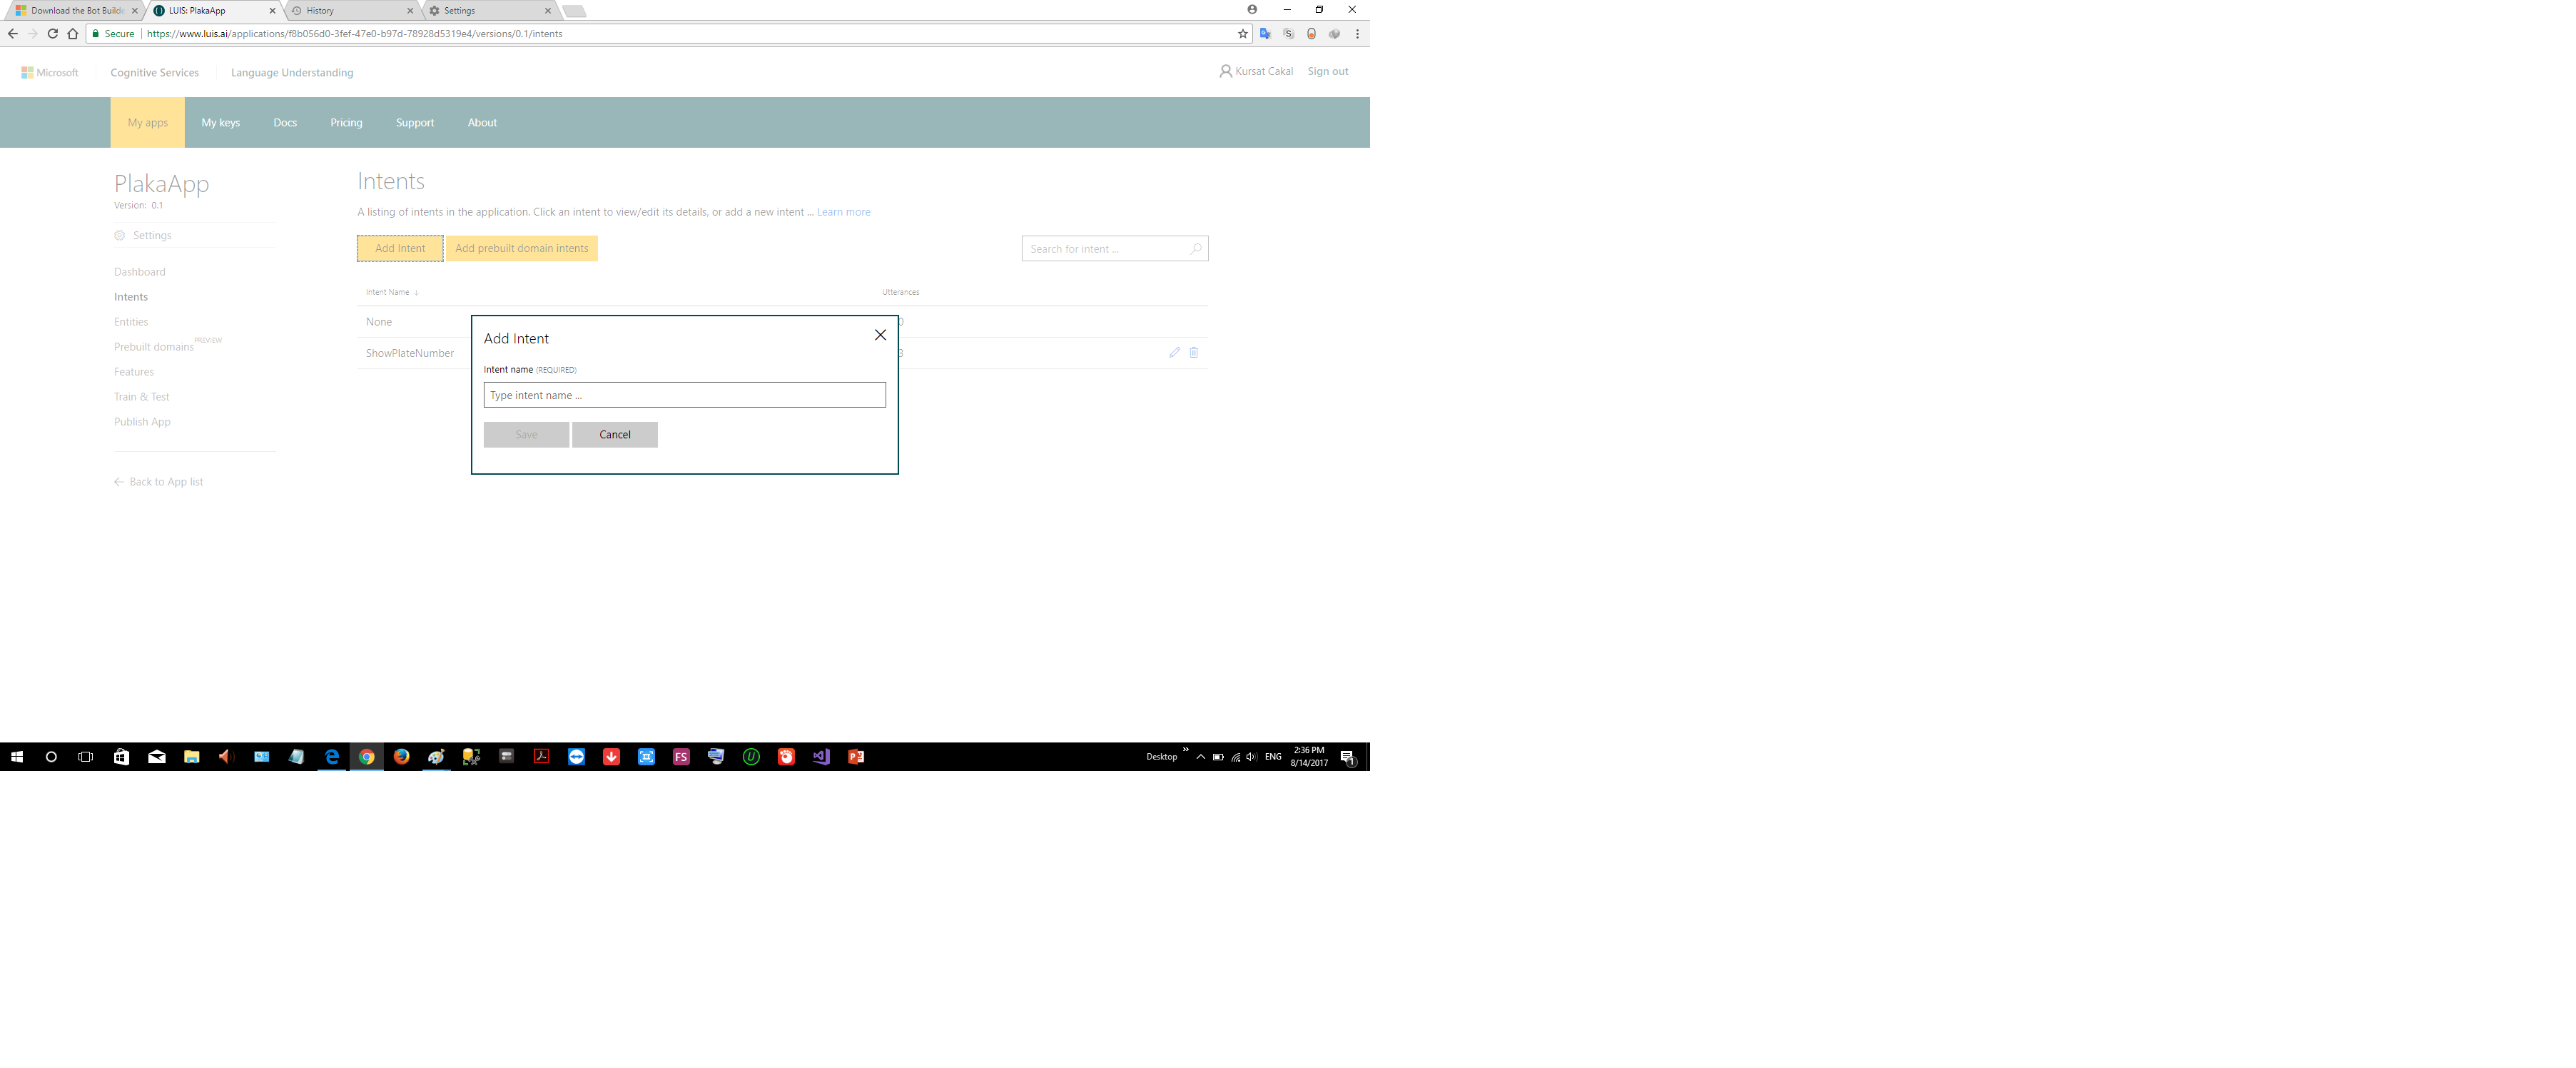 Download the Bot Builde
LUIS: PlakaApp
History
Settings
Secure
https://www.luis.ai/applications/f8b056d0-3fef-47e0-b97d-78928d5319e4/versions/0.1/intents
Microsoft
Cognitive Services
Language Understanding
Kursat Cakal
Sign out
My apps
My keys
Docs
Pricing
Support
About
PlakaApp
Version: 0.1
Settings
Dashboard
Intents
Entities
Prebuilt domains PREVIEW
Features
Train & Test
Publish App
Back to App list
Intents
A listing of intents in the application. Click an intent to view/edit its details, or add a new intent ... Learn more
Add Intent
Add prebuilt domain intents
Search for intent ...
Intent Name
Utterances
None
0
ShowPlateNumber
Add Intent
Intent name (REQUIRED)
Type intent name ...
Save
Cancel
FS
Desktop
ENG
2:36 PM
8/14/2017
1